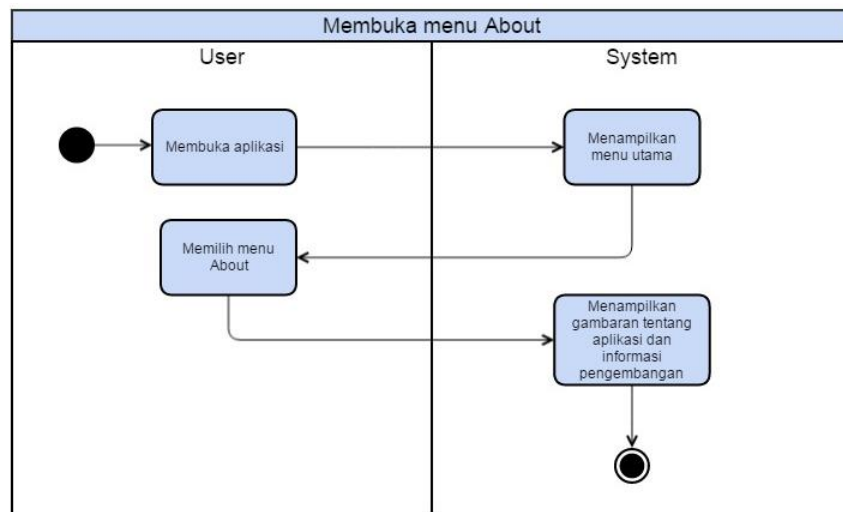 Membuka menu About
User
System
Membuka aplikasi
Menampilkan
menu utama
Memilih menu
About
Menampilkan
gambaran tentang
aplikasi dan
informasi
pengembangan